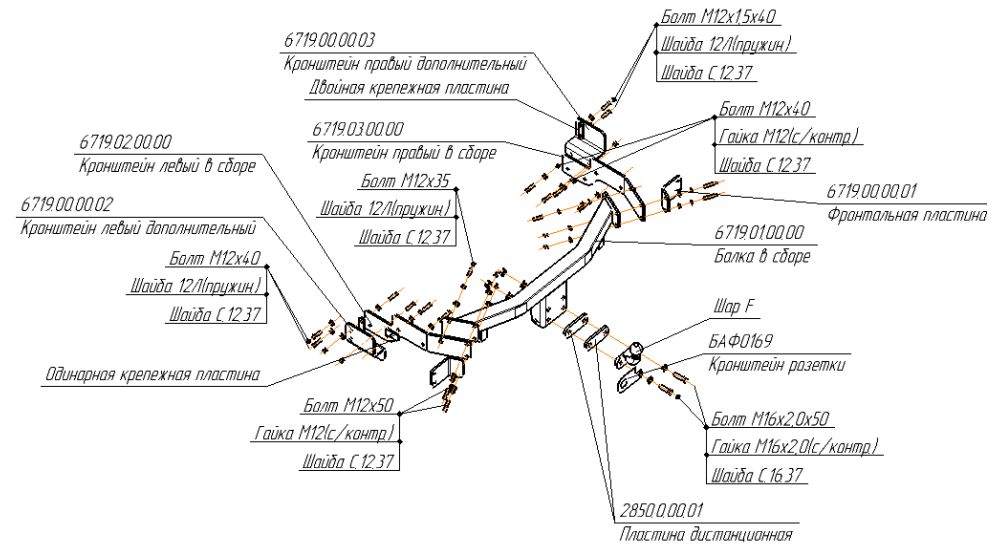 Болт М12х1,5х40
Шайба 12Л(пружин.)
Шайба С.12.37
6719.00.00.03
Кронштейн правый дополнительный
Двойная крепежная пластина
Болт М12х40
Гайка М12(с/контр.)
Шайба С.12.37
6719.03.00.00
Кронштейн правый в сборе
6719.02.00.00
Кронштейн левый в сборе
Болт М12х35
Шайба 12Л(пружин.)
Шайба С.12.37
6719.00.00.01
Фронтальная пластина
6719.00.00.02
Кронштейн левый дополнительный
6719.01.00.00
Балка в сборе
Болт М12х40
Шайба 12Л(пружин.)
Шайба С.12.37
Шар F
БАФ0169
Кронштейн розетки
Одинарная крепежная пластина
Болт М12х50
Гайка М12(с/контр.)
Шайба С.12.37
Болт М16х2,0х50
Гайка М16х2,0(с/контр.)
Шайба С.16.37
2850.0.00.01
Пластина дистанционная